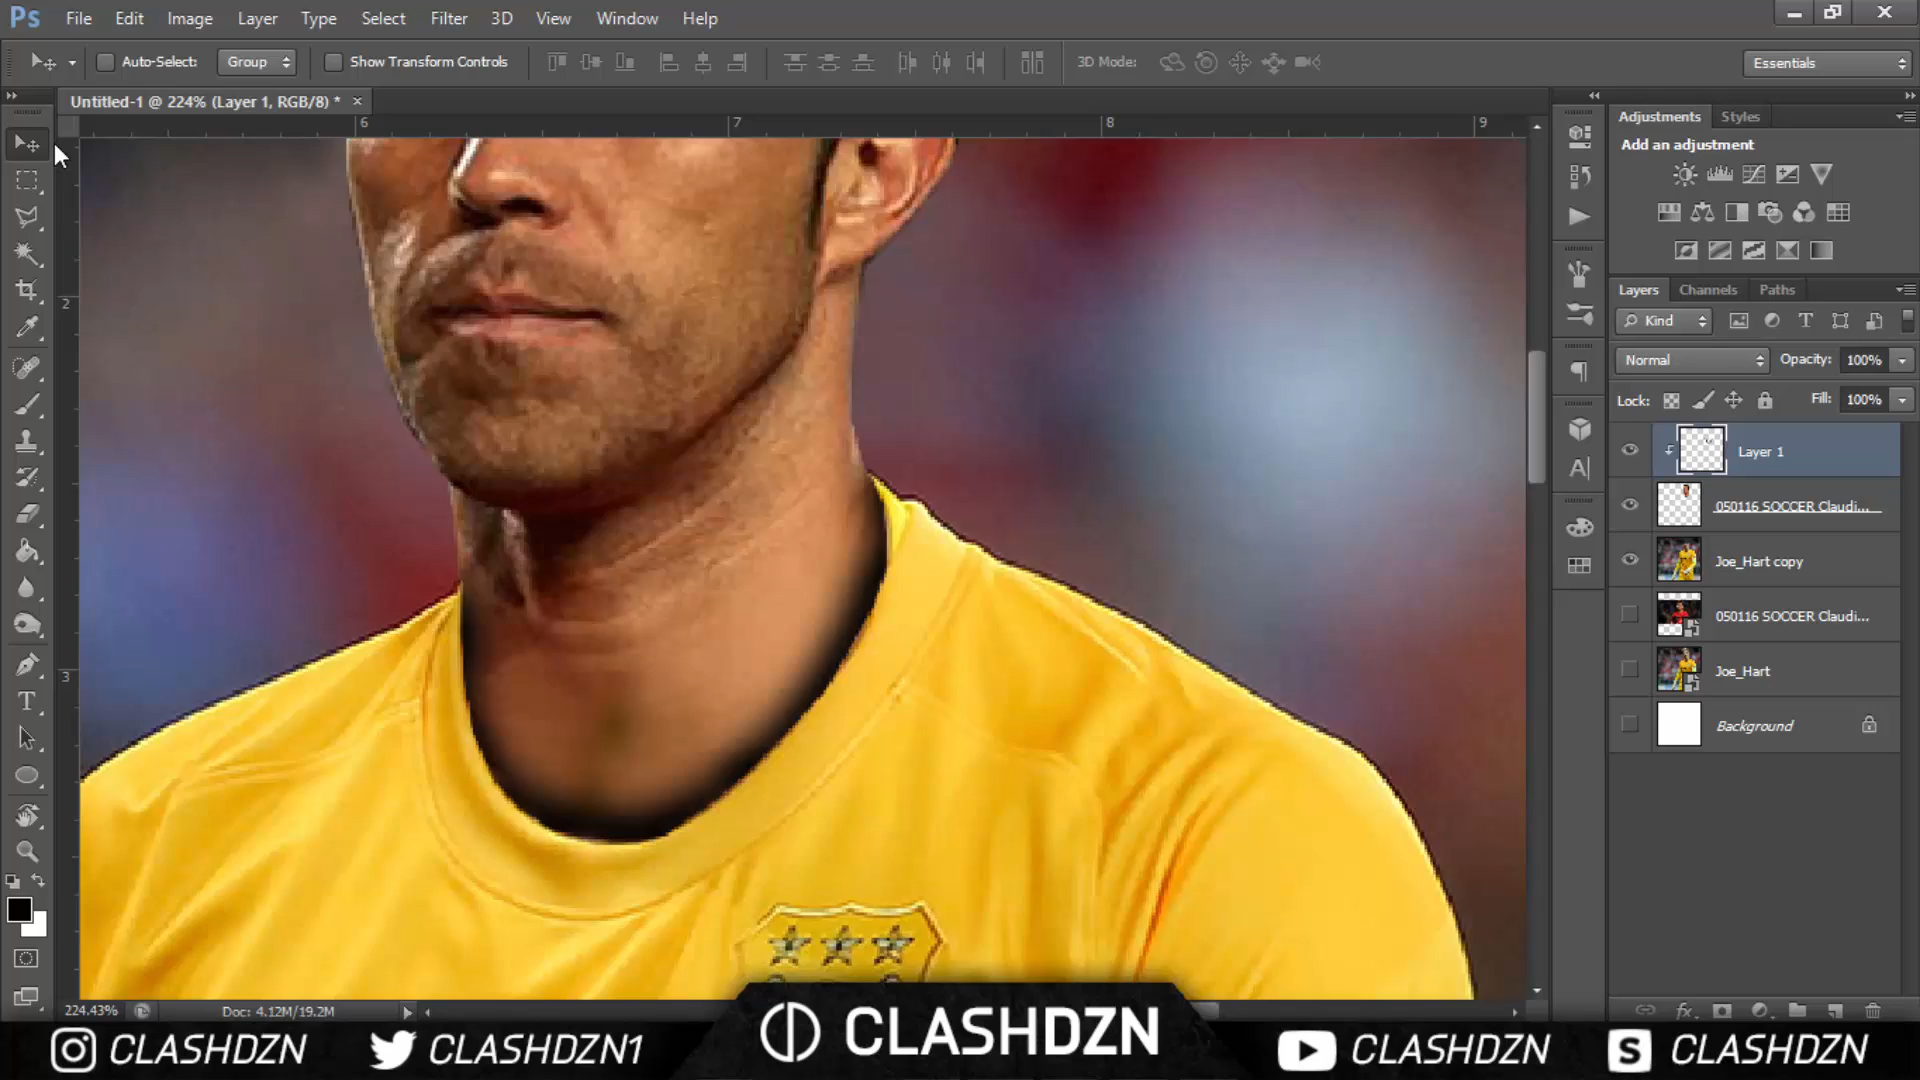 Ps File Edit Image Layer Type Select Filter 3D View Window Help
Auto-Select: Group Show Transform Controls 3D Mode: Essentials
Untitled-1 @ 224% (Layer 1, RGB/8) * ×
6 7 8 9
2
3
Adjustments Styles
Add an adjustment
Layers Channels Paths
Kind
Normal Opacity: 100%
Lock: Fill: 100%
Layer 1
050116 SOCCER Claudi...
Joe_Hart copy
050116 SOCCER Claudi...
Joe_Hart
Background
224.43% Doc: 4.12M/19.2M
CLASHDZN CLASHDZN1 CLASHDZN CLASHDZN CLASHDZN